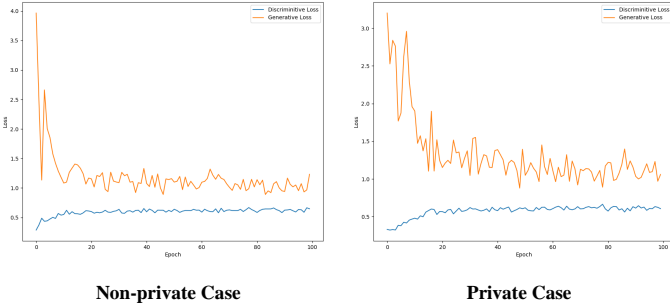 Discriminitive Loss
Generative Loss
4.0
3.5
3.0
2.5
2.0
1.5
1.0
0.5
Loss
0
20
40
60
80
100
Epoch
Non-private Case
Discriminitive Loss
Generative Loss
3.0
2.5
2.0
1.5
1.0
0.5
Loss
0
20
40
60
80
100
Epoch
Private Case